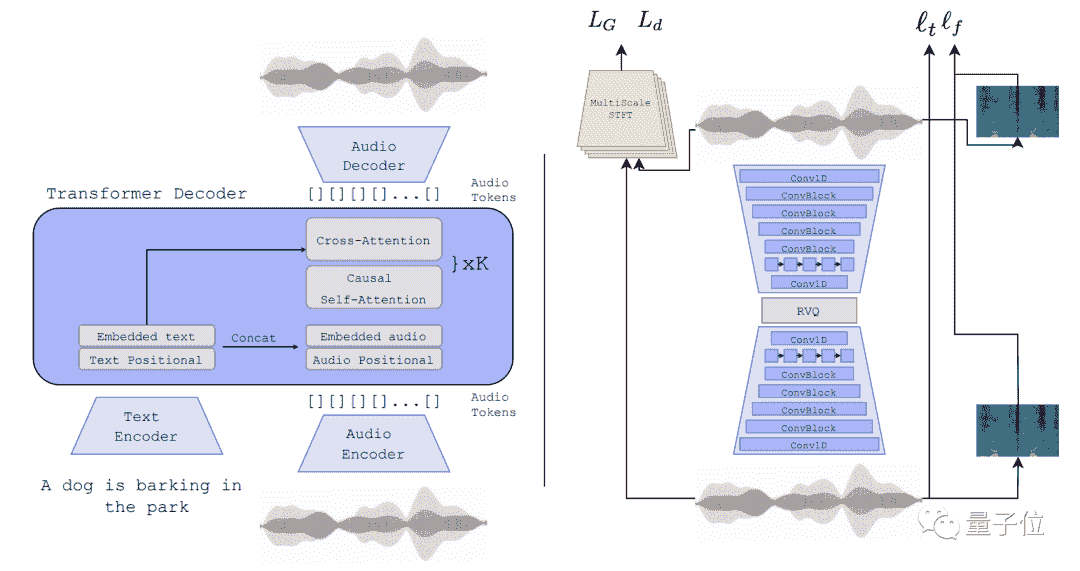 Audio
Decoder
Transformer Decoder
[][][][]...[]
Audio
Tokens
Cross-Attention
}xK
Causal
Self-Attention
Embedded text
Concat
Embedded audio
Text Positional
Audio Positional
[][][][]...[]
Audio
Tokens
Text
Encoder
Audio
Encoder
A dog is barking in
the park
L_G L_d
ℓ_t ℓ_f
MultiScale
STFT
Conv1D
ConvBlock
ConvBlock
ConvBlock
ConvBlock
Conv1D
RVQ
Conv1D
ConvBlock
ConvBlock
ConvBlock
ConvBlock
Conv1D
量子位